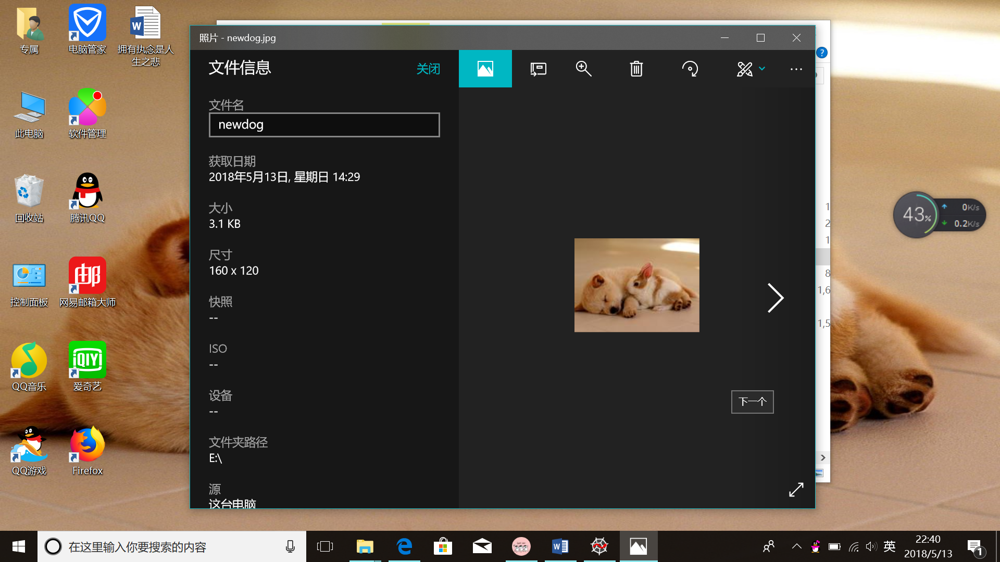 专属
电脑管家
拥有执念是人
生之悲
此电脑
软件管理
回收站
腾讯QQ
控制面板
网易邮箱大师
QQ音乐
iQIYI
爱奇艺
QQ游戏
Firefox
照片 - newdog.jpg
文件信息
关闭
文件名
newdog
获取日期
2018年5月13日, 星期日 14:29
大小
3.1 KB
尺寸
160 x 120
快照
--
ISO
--
设备
--
文件夹路径
E:\
源
这台电脑
下一个
1
2
1
8
1,6
1,5
43%
0K/s
0.2K/s
在这里输入你要搜索的内容
英
22:40
2018/5/13
1